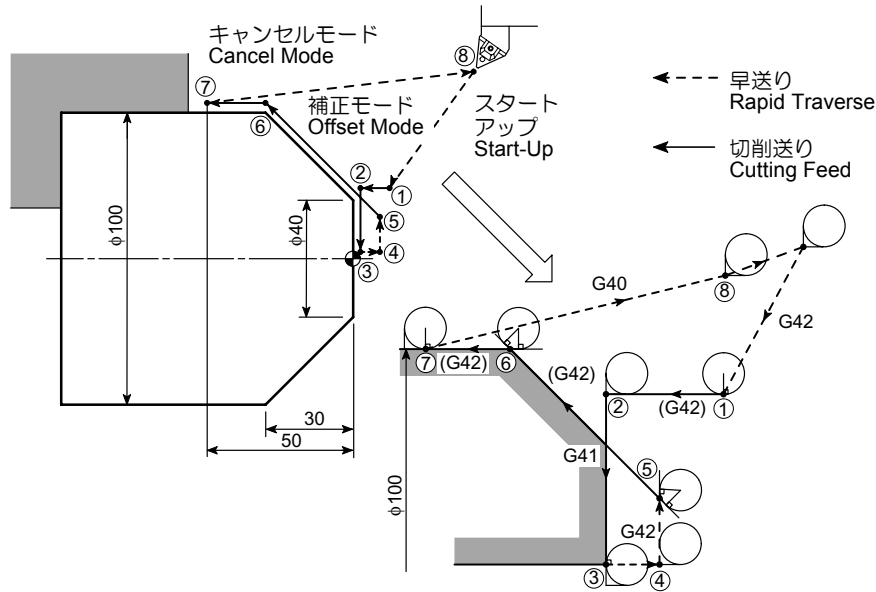 キャンセルモード
Cancel Mode
⑧
⑦
補正モード
Offset Mode
スタート
アップ
Start-Up
早送り
Rapid Traverse
切削送り
Cutting Feed
⑥
②
①
⑤
④
③
φ100
φ40
30
50
G40
⑧
G42
⑦
(G42)
⑥
(G42)
②
(G42)
①
G41
⑤
G42
φ100
③
④